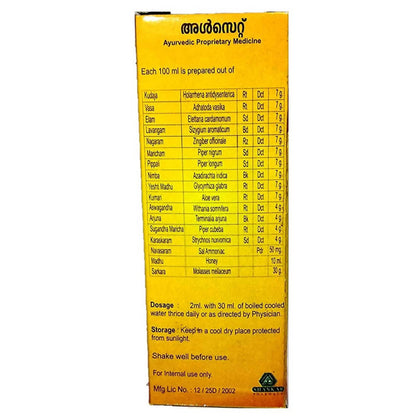 അൾസെറ്റ്
Ayurvedic Proprietary Medicine
Each 100 ml is prepared out of
Kudaja Holarrhena antidysenterica Rt Dct 7 g.
Vasa Adhatoda vasika Rt Dct 7 g.
Elam Elettaria cardamomum Sd Dct 7 g.
Lavangam Sizygium aromaticum Bd Dct 7 g.
Nagaram Zingiber officinale Rz Dct 7 g.
Maricham Piper nigrum Sd Dct 7 g.
Pippali Piper longum Sd Dct 7 g.
Nimba Azadirachta indica Bk Dct 7 g.
Yeshti Madhu Glycyrrhiza glabra Rt Dct 7 g.
Kumari Aloe vera Rt Dct 7 g.
Aswagandha Withania somnifera Rt Dct 4 g.
Arjuna Terminalia arjuna Bk Dct 4 g.
Sugandha Maricha Piper cubeba Rt Dct 4 g.
Karaskaram Strychnos nuxvomica Sd Dct 4 g.
Navasaram Sal Ammoniac. Pdr 50 mg.
Madhu Honey 10 ml.
Sarkara Molasses mellaceum 30 g.
Dosage : 2ml. with 30 ml. of boiled cooled
water thrice daily or as directed by Physician.
Storage : Keep in a cool dry place protected
from sunlight.
Shake well before use.
For Internal use only.
Mfg Lic No. : 12 / 25D / 2002
SHANKAR
PHARMACY